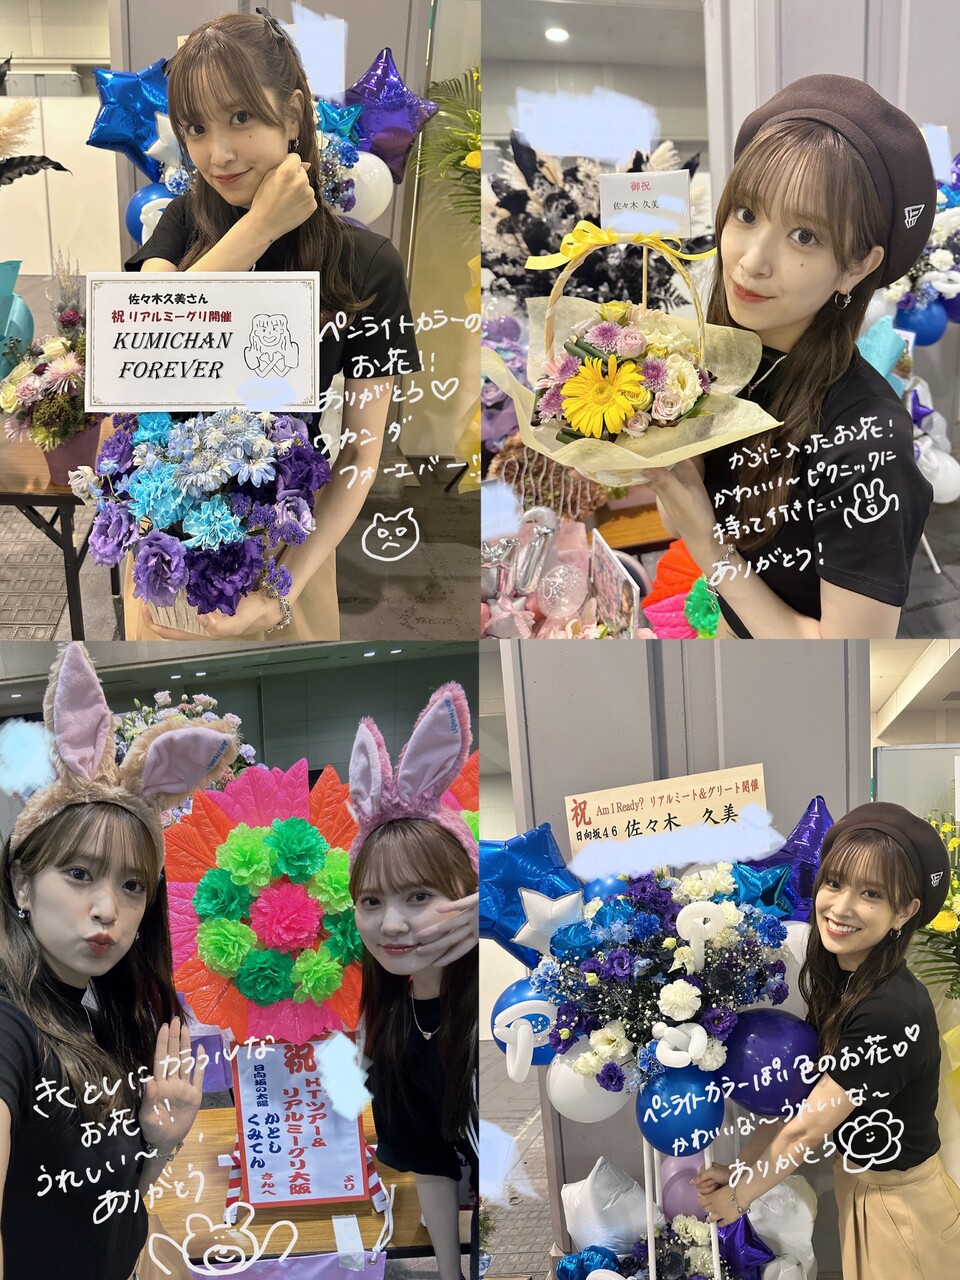 佐々木久美さん
祝 リアルミーグリ開催
KUMICHAN
FOREVER
ペンライトカラーの
お花!!
ありがとう♡
ワカンダ
フォーエバー!!
御祝
佐々木 久美
かごに入ったお花!
かわいい〜ピクニックに
持って行きたい
ありがとう!
きくとしにカラフルな
お花!!
うれしい〜!
ありがとう
祝
HTツアー&
リアルミーグリ大阪
日向坂の太陽
かとし
くみてん
さんへ
より
祝 Am I Ready? リアルミート&グリート開催
日向坂46 佐々木 久美
ペンライトカラーぽい色のお花♡♡
かわいいな〜うれしいな〜
ありがとう